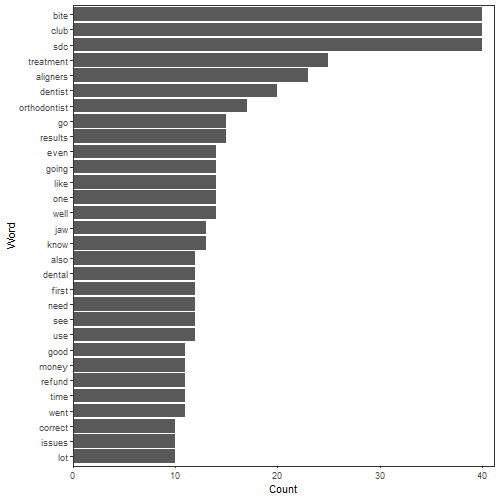 bite
club
sdc
treatment
aligners
dentist
orthodontist
go
results
even
going
like
one
well
jaw
know
also
dental
first
need
see
use
good
money
refund
time
went
correct
issues
lot
Word
0 10 20 30 40
Count